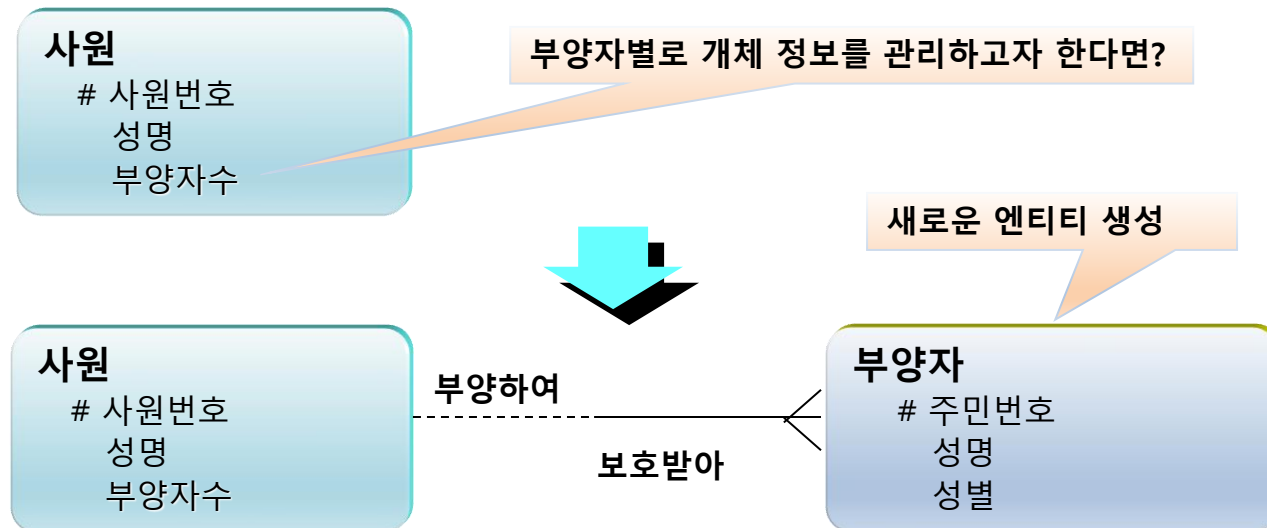 사원
# 사원번호
성명
부양자수
부양자별로 개체 정보를 관리하고자 한다면?
새로운 엔티티 생성
사원
# 사원번호
성명
부양자수
부양하여
보호받아
부양자
# 주민번호
성명
성별